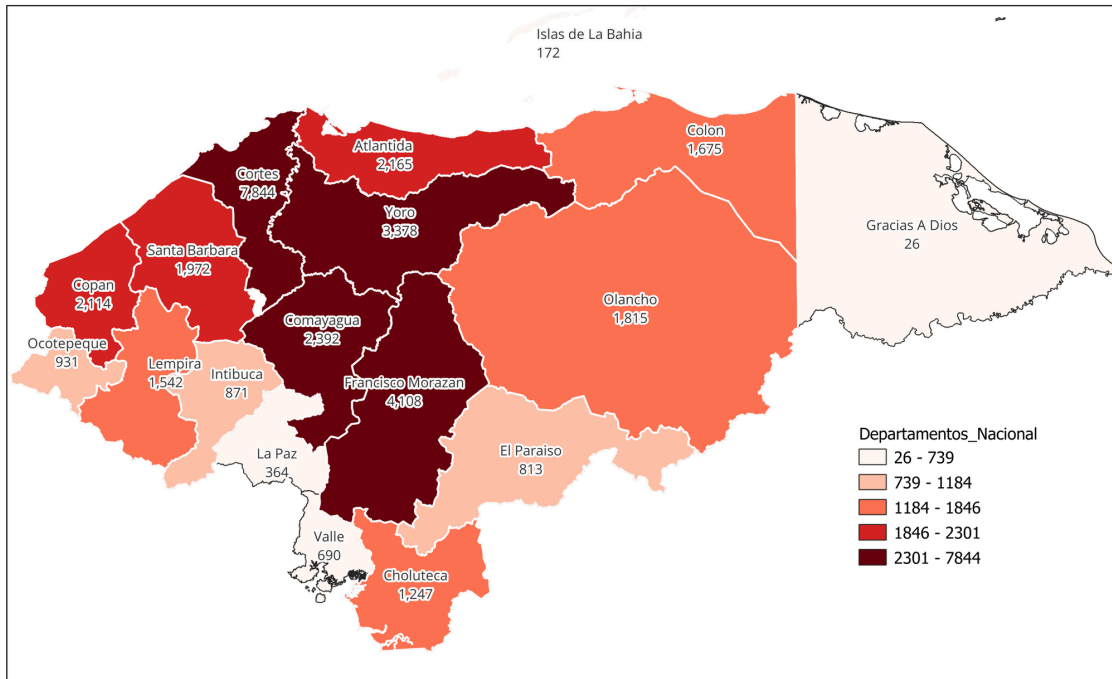 Islas de La Bahia
172
Colon
1,675
Atlantida
2,165
Cortes
7,844
Yoro
3,378
Gracias A Dios
26
Santa Barbara
1,972
Copan
2,114
Olancho
1,815
Comayagua
2,392
Ocotepeque
931
Lempira
1,542
Intibuca
871
Francisco Morazan
4,108
La Paz
364
El Paraiso
813
Valle
690
Choluteca
1,247
Departamentos_Nacional
26 - 739
739 - 1184
1184 - 1846
1846 - 2301
2301 - 7844